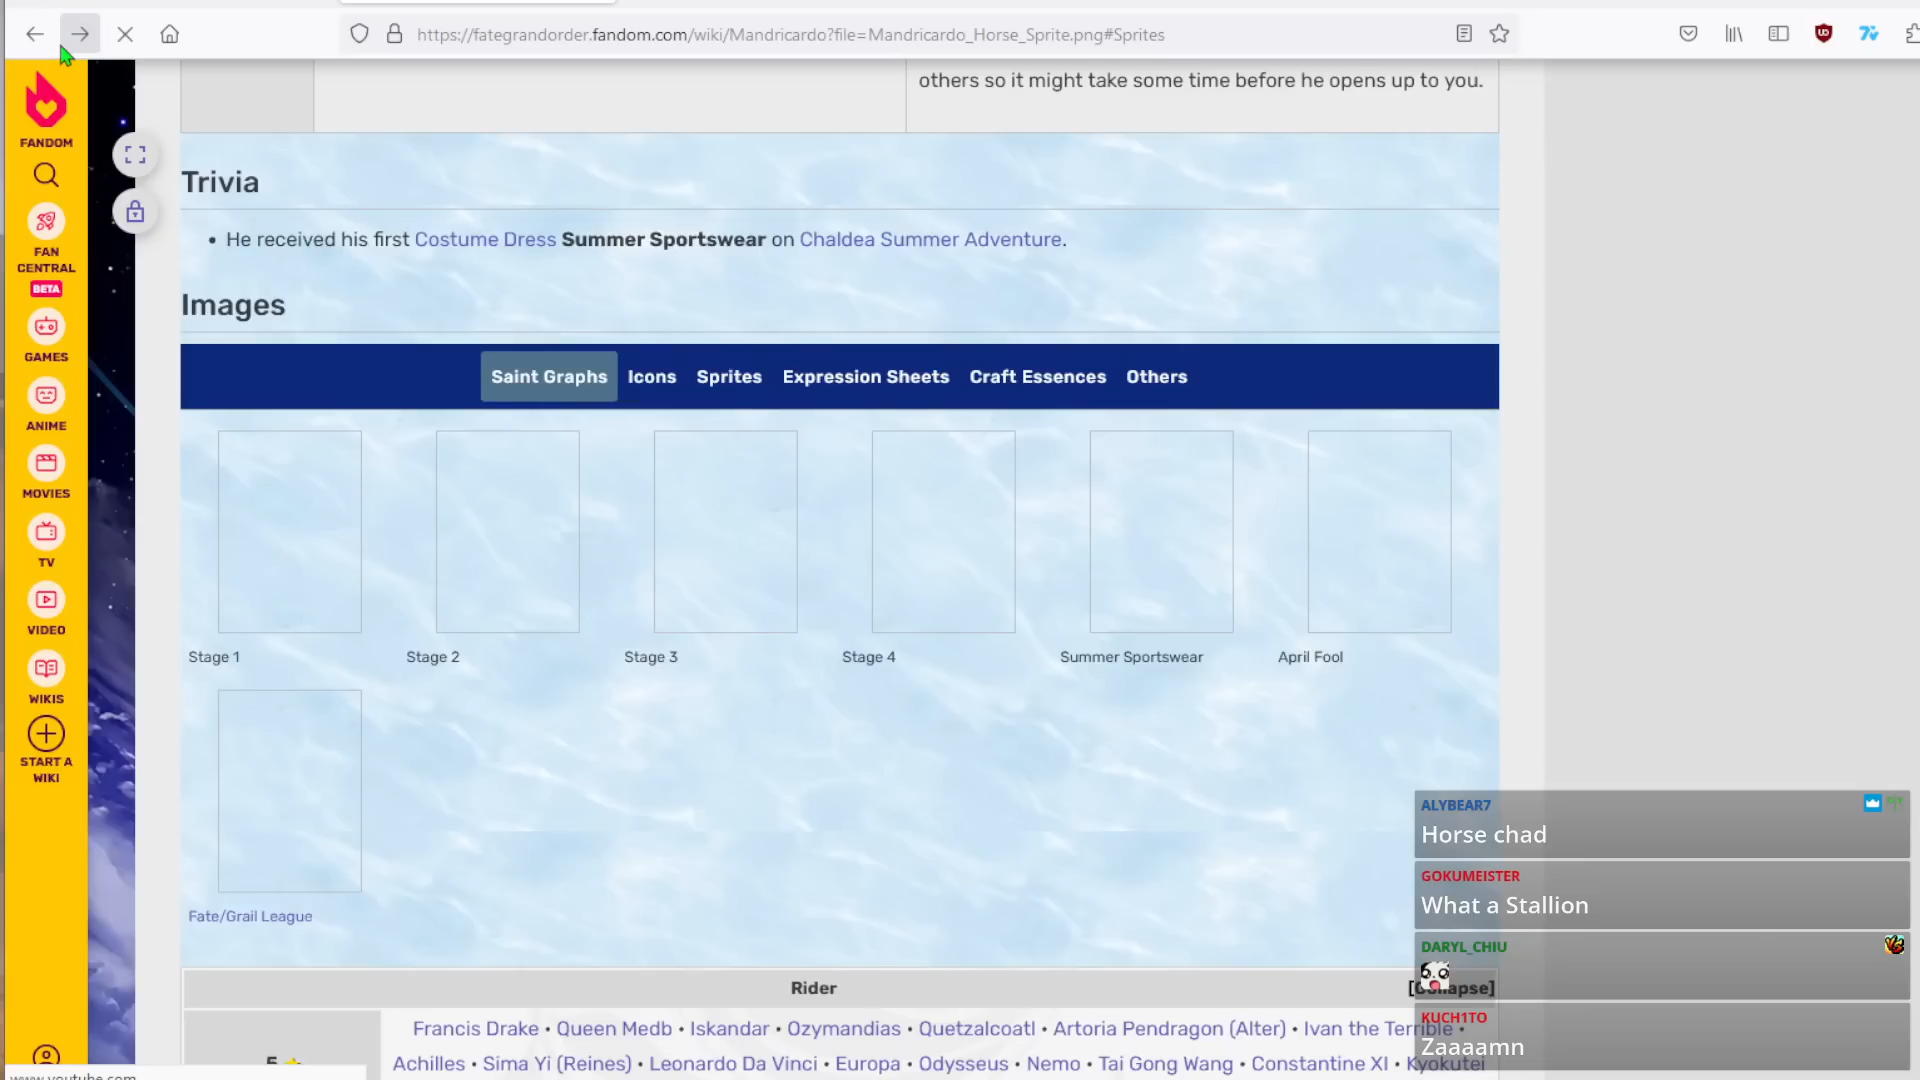 https://fategrandorder.fandom.com/wiki/Mandricardo?file=Mandricardo_Horse_Sprite.png#Sprites
others so it might take some time before he opens up to you.
FANDOM
FAN
CENTRAL
BETA
GAMES
ANIME
MOVIES
TV
VIDEO
WIKIS
START A
WIKI
Trivia
• He received his first Costume Dress Summer Sportswear on Chaldea Summer Adventure.
Images
Saint Graphs Icons Sprites Expression Sheets Craft Essences Others
Stage 1 Stage 2 Stage 3 Stage 4 Summer Sportswear April Fool
Fate/Grail League
Rider
Francis Drake • Queen Medb • Iskandar • Ozymandias • Quetzalcoatl • Artoria Pendragon (Alter) • Ivan the Terrible •
5
Achilles • Sima Yi (Reines) • Leonardo Da Vinci • Europa • Odysseus • Nemo • Tai Gong Wang • Constantine XI •
www.youtube.com
ALYBEAR7
Horse chad
GOKUMEISTER
What a Stallion
DARYL_CHIU
KUCH1TO
Zaaaamn